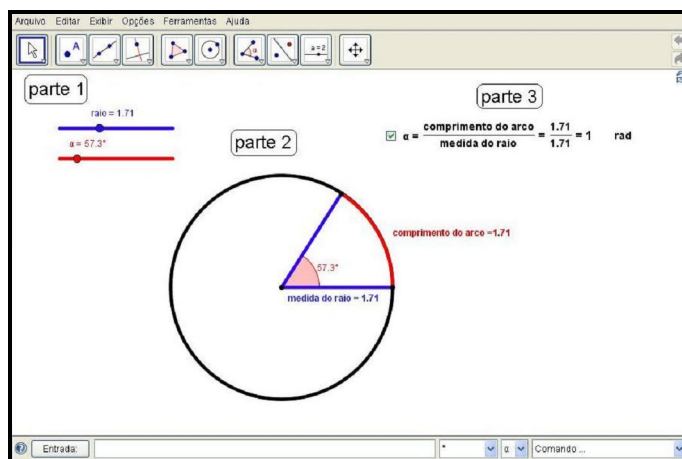 Arquivo Editar Exibir Opções Ferramentas Ajuda
A
α
a=2
parte 1
raio = 1.71
α = 57.3°
parte 2
parte 3
α = comprimento do arco / medida do raio = 1.71 / 1.71 = 1 rad
comprimento do arco =1.71
57.3°
medida do raio = 1.71
Entrada:
° α Comando ...